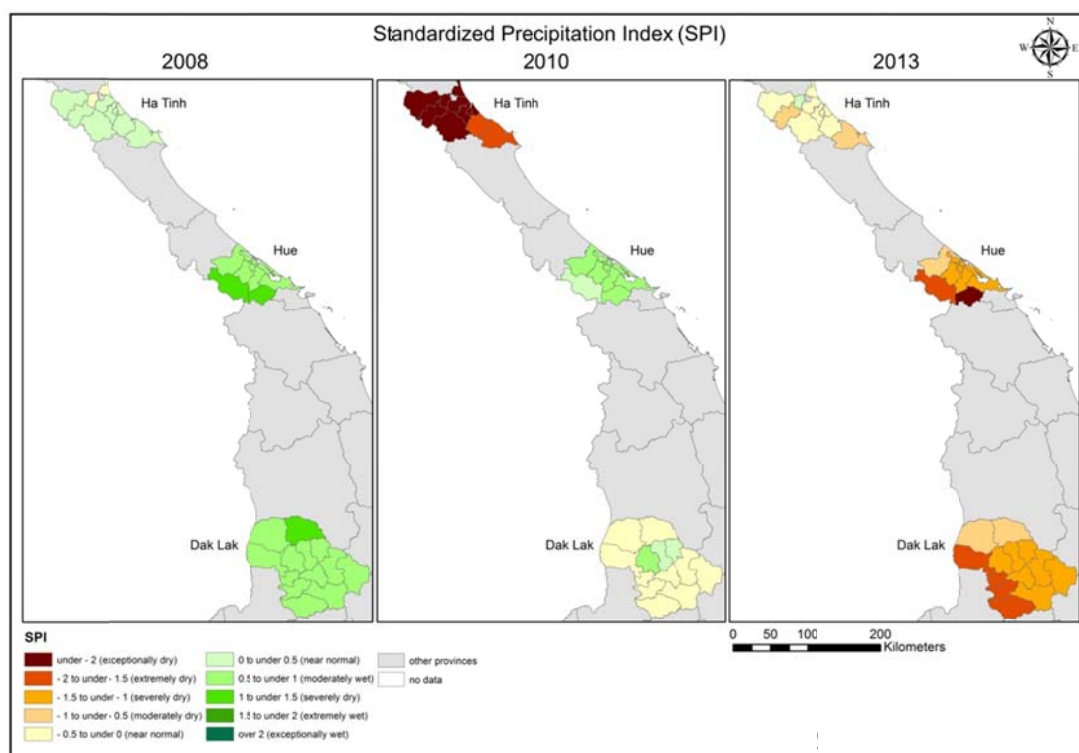 Standardized Precipitation Index (SPI)
N
W E
S
2008
2010
2013
Ha Tinh
Hue
Dak Lak
Ha Tinh
Hue
Dak Lak
Ha Tinh
Hue
Dak Lak
SPI
under - 2 (exceptionally dry)
- 2 to under - 1.5 (extremely dry)
- 1.5 to under - 1 (severely dry)
- 1 to under - 0.5 (moderately dry)
- 0.5 to under 0 (near normal)
0 to under 0.5 (near normal)
0.5 to under 1 (moderately wet)
1 to under 1.5 (severely dry)
1.5 to under 2 (extremely wet)
over 2 (exceptionally wet)
other provinces
no data
0 50 100 200
Kilometers